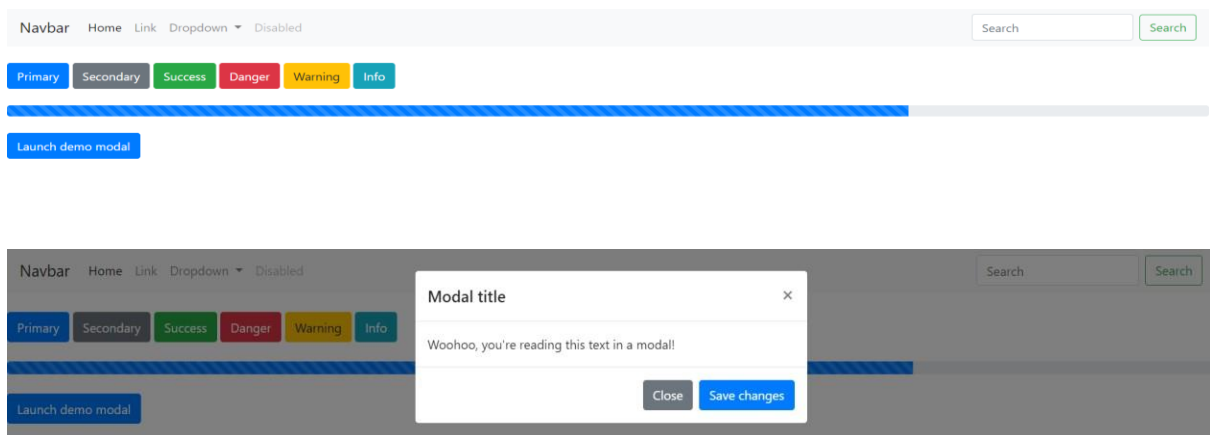 Navbar Home Link Dropdown Disabled Search Search
Primary Secondary Success Danger Warning Info
Launch demo modal
Navbar Home Link Dropdown Disabled Search Search
Modal title ×
Primary Secondary Success Danger Warning Info
Woohoo, you're reading this text in a modal!
Close Save changes
Launch demo modal